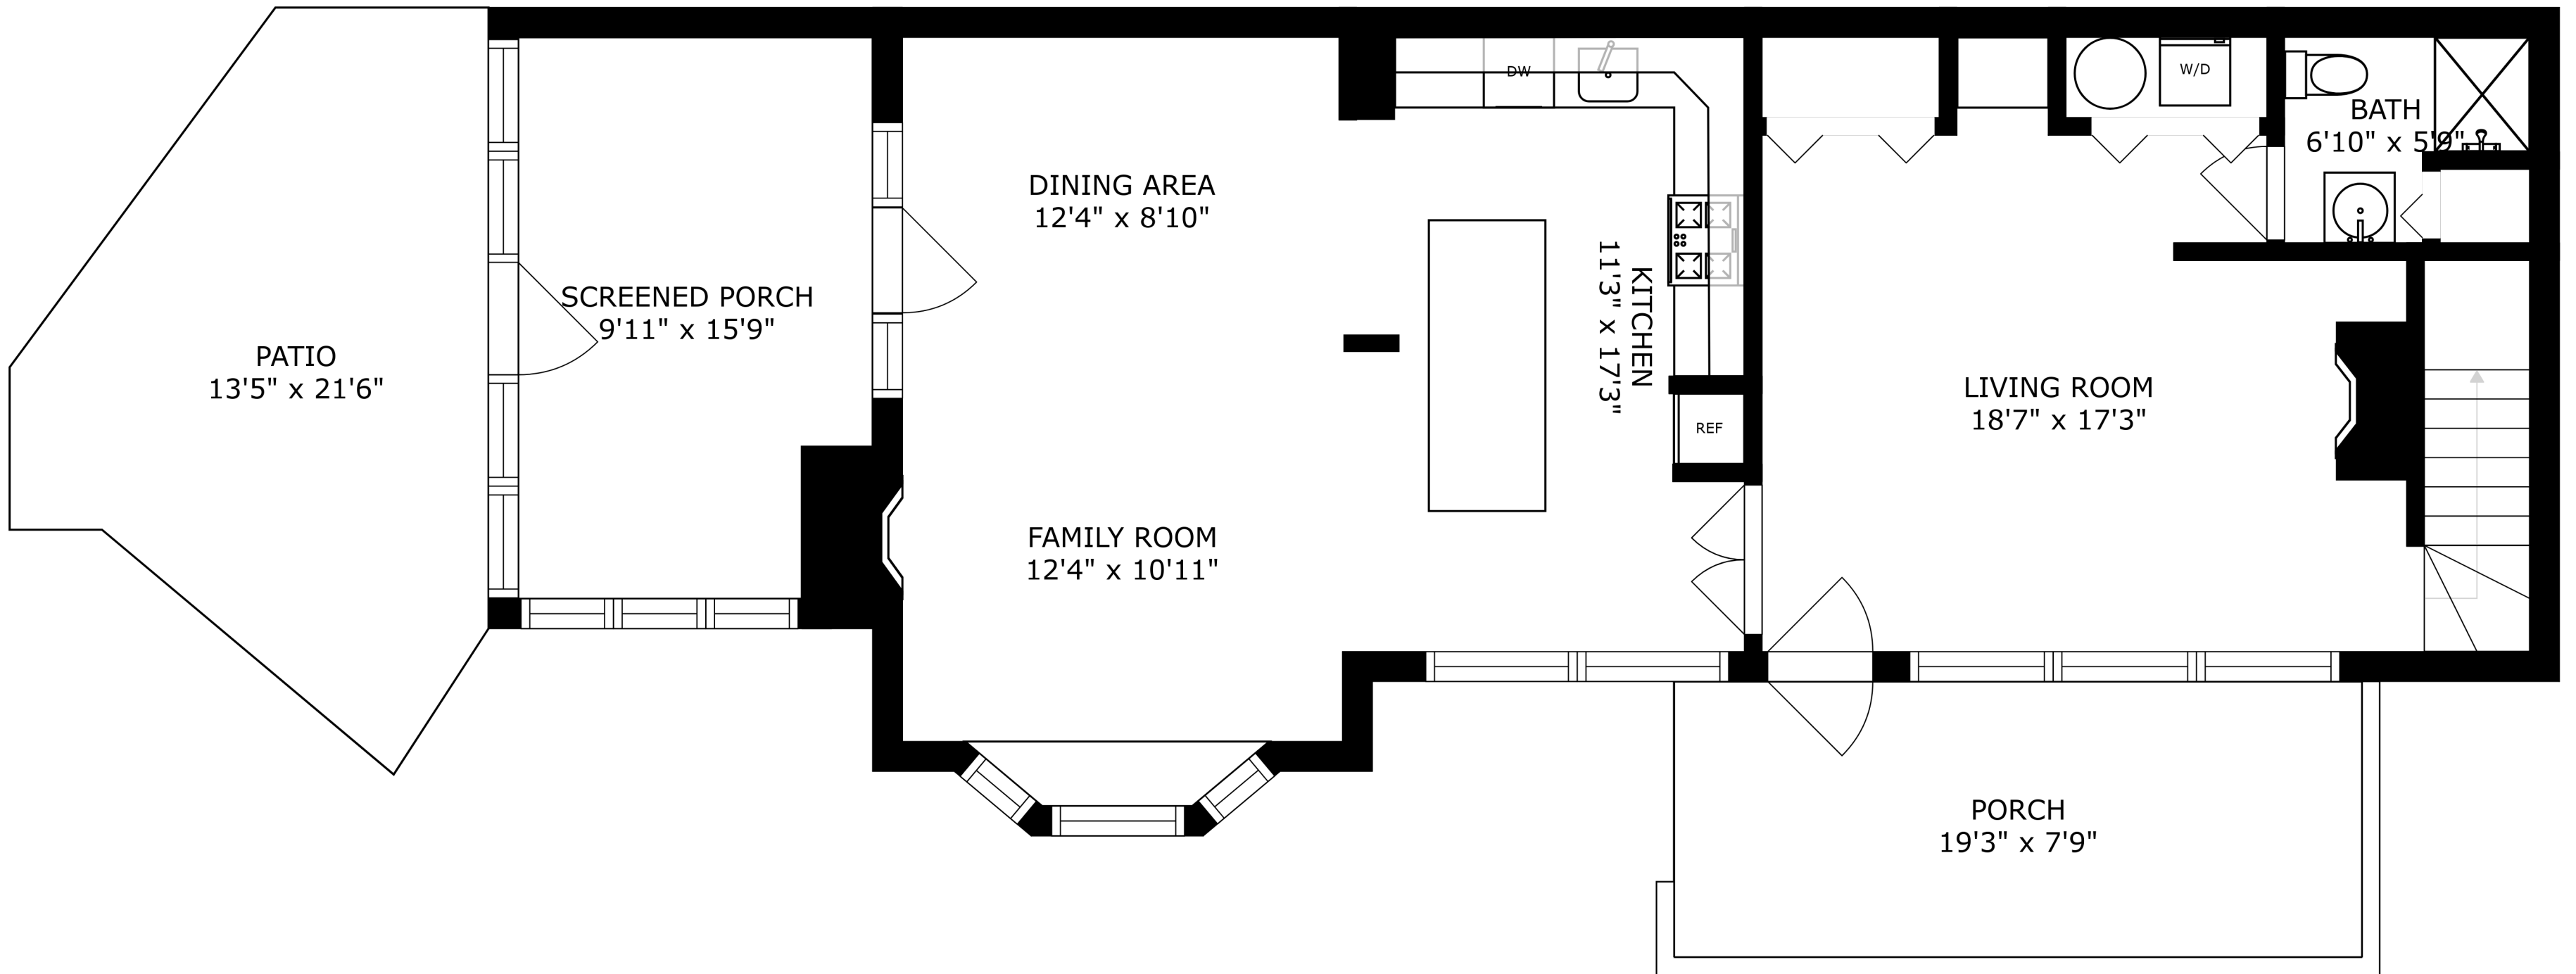 PATIO
13'5" x 21'6"
SCREENED PORCH
9'11" x 15'9"
DINING AREA
12'4" x 8'10"
FAMILY ROOM
12'4" x 10'11"
DW
KITCHEN
11'3" x 17'3"
REF
W/D
BATH
6'10" x 5'9"
LIVING ROOM
18'7" x 17'3"
PORCH
19'3" x 7'9"